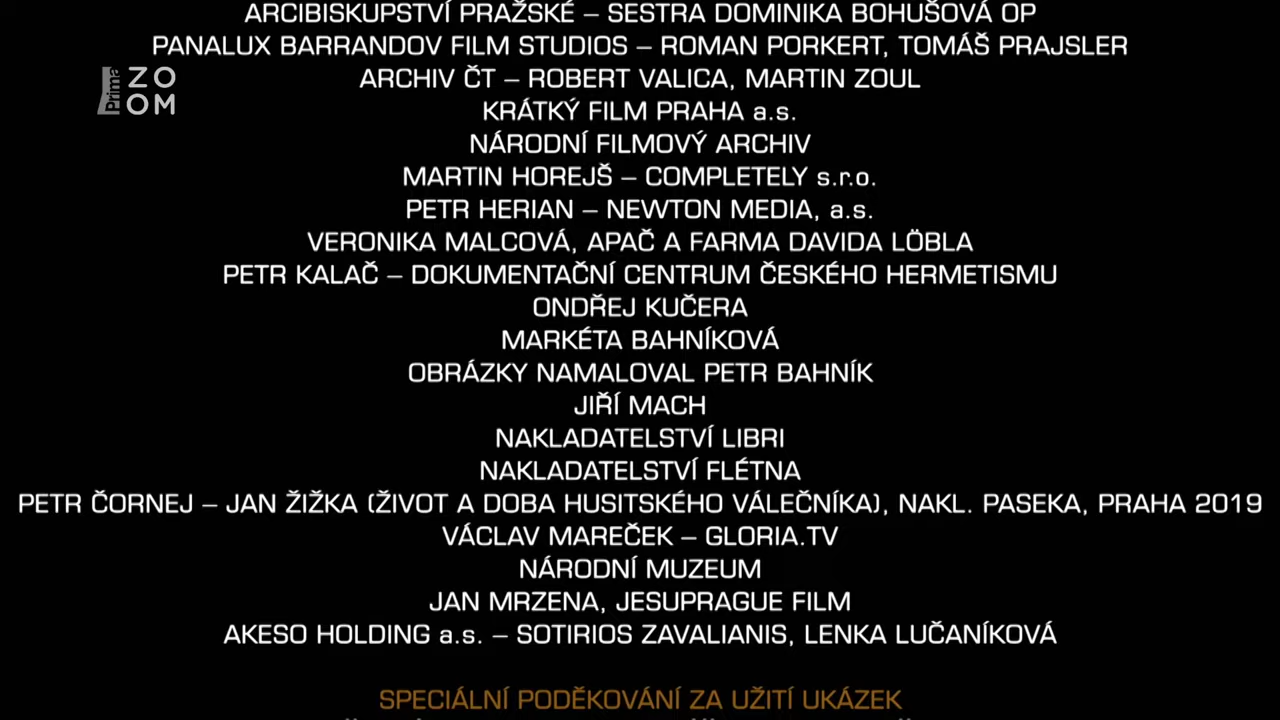 ARCIBISKUPSTVÍ PRAŽSKÉ – SESTRA DOMINIKA BOHUŠOVÁ OP
PANALUX BARRANDOV FILM STUDIOS – ROMAN PORKERT, TOMÁŠ PRAJSLER
Prima
ZOOM
ARCHIV ČT – ROBERT VALICA, MARTIN ZOUL
KRÁTKÝ FILM PRAHA a.s.
NÁRODNÍ FILMOVÝ ARCHIV
MARTIN HOREJŠ – COMPLETELY s.r.o.
PETR HERIAN – NEWTON MEDIA, a.s.
VERONIKA MALCOVÁ, APAČ A FARMA DAVIDA LÖBLA
PETR KALAČ – DOKUMENTAČNÍ CENTRUM ČESKÉHO HERMETISMU
ONDŘEJ KUČERA
MARKÉTA BAHNÍKOVÁ
OBRÁZKY NAMALOVAL PETR BAHNÍK
JIŘÍ MACH
NAKLADATELSTVÍ LIBRI
NAKLADATELSTVÍ FLÉTNA
PETR ČORNEJ – JAN ŽIŽKA (ŽIVOT A DOBA HUSITSKÉHO VÁLEČNÍKA), NAKL. PASEKA, PRAHA 2019
VÁCLAV MAREČEK – GLORIA.TV
NÁRODNÍ MUZEUM
JAN MRZENA, JESUPRAGUE FILM
AKESO HOLDING a.s. – SOTIRIOS ZAVALIANIS, LENKA LUČANÍKOVÁ
SPECIÁLNÍ PODĚKOVÁNÍ ZA UŽITÍ UKÁZEK